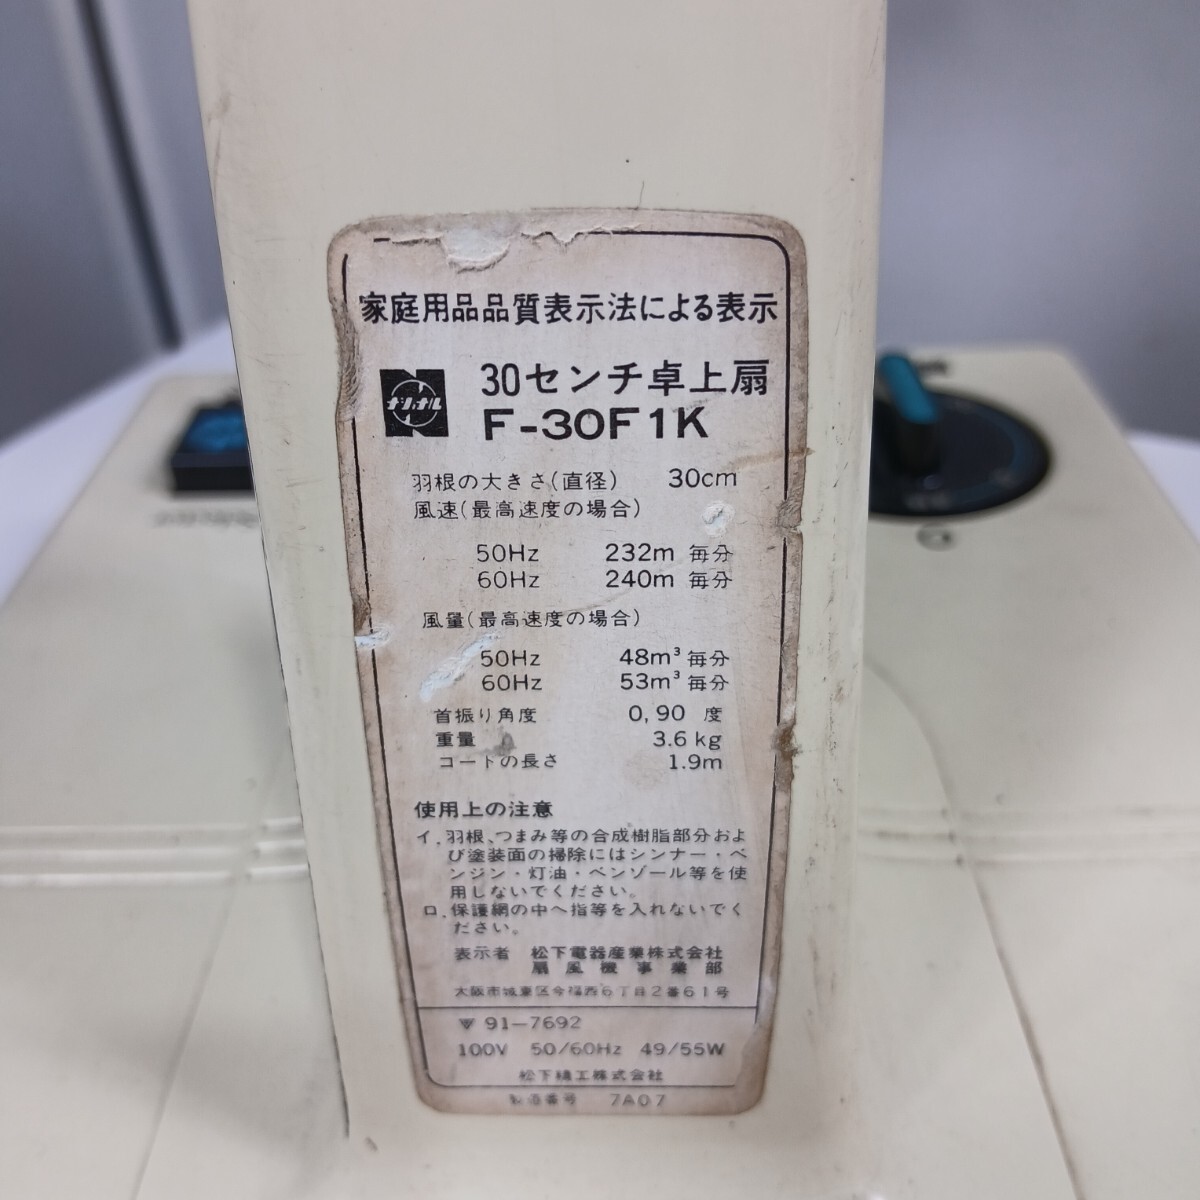 家庭用品品質表示法による表示
ナショナル
30センチ卓上扇
F-30F1K
羽根の大きさ(直径) 30cm
風速(最高速度の場合)
50Hz 232m 毎分
60Hz 240m 毎分
風量(最高速度の場合)
50Hz 48m³毎分
60Hz 53m³毎分
首振り角度 0,90 度
重量 3.6kg
コードの長さ 1.9m
使用上の注意
イ.羽根、つまみ等の合成樹脂部分およ
び塗装面の掃除にはシンナー・ベ
ンジン・灯油・ベンゾール等を使
用しないでください。
ロ.保護網の中へ指等を入れないでく
ださい。
表示者 松下電器産業株式会社
扇風機事業部
大阪市城東区今福西6丁目2番61号
91-7692
100V 50/60Hz 49/55W
松下精工株式会社
製造番号 7A07